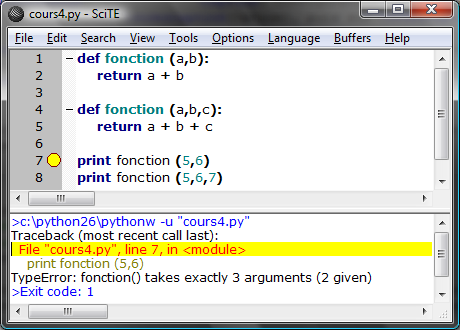 cours4.py - SciTE
File Edit Search View Tools Options Language Buffers Help
1 def fonction (a,b):
2 return a + b
3
4 def fonction (a,b,c):
5 return a + b + c
6
7 print fonction (5,6)
8 print fonction (5,6,7)
>c:\python26\pythonw -u "cours4.py"
Traceback (most recent call last):
File "cours4.py", line 7, in <module>
print fonction (5,6)
TypeError: fonction() takes exactly 3 arguments (2 given)
>Exit code: 1